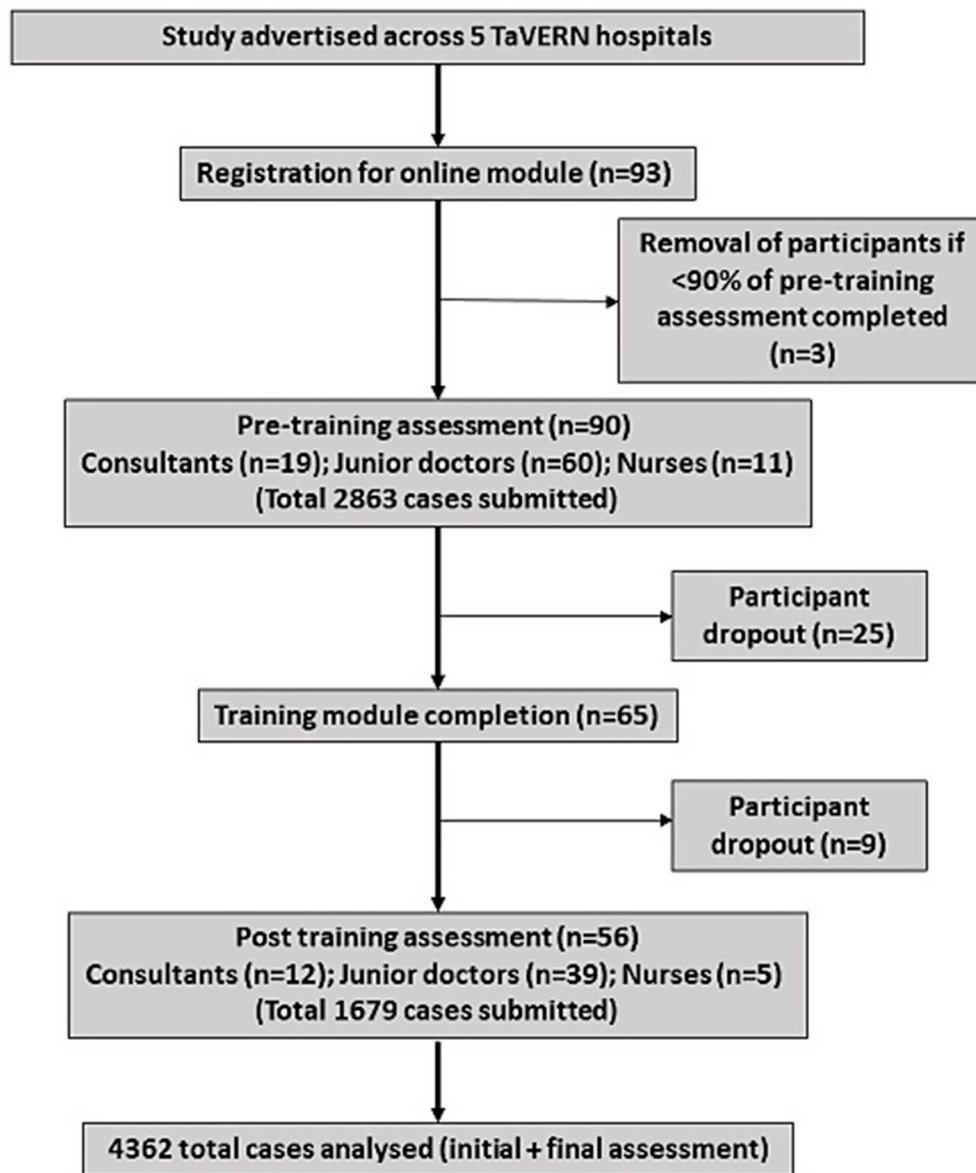 Study advertised across 5 TaVERN hospitals
Registration for online module (n=93)
Removal of participants if
<90% of pre-training
assessment completed
(n=3)
Pre-training assessment (n=90)
Consultants (n=19); Junior doctors (n=60); Nurses (n=11)
(Total 2863 cases submitted)
Participant
dropout (n=25)
Training module completion (n=65)
Participant
dropout (n=9)
Post training assessment (n=56)
Consultants (n=12); Junior doctors (n=39); Nurses (n=5)
(Total 1679 cases submitted)
4362 total cases analysed (initial + final assessment)